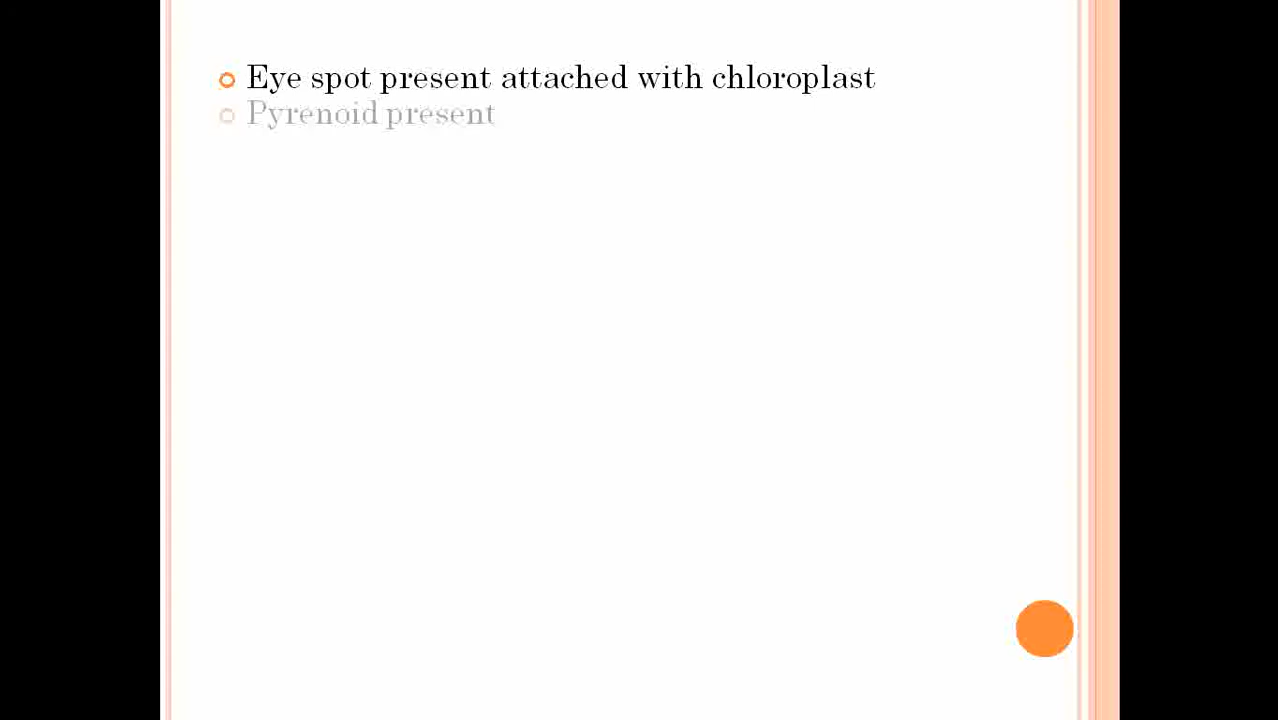 Eye spot present attached with chloroplast
Pyrenoid present